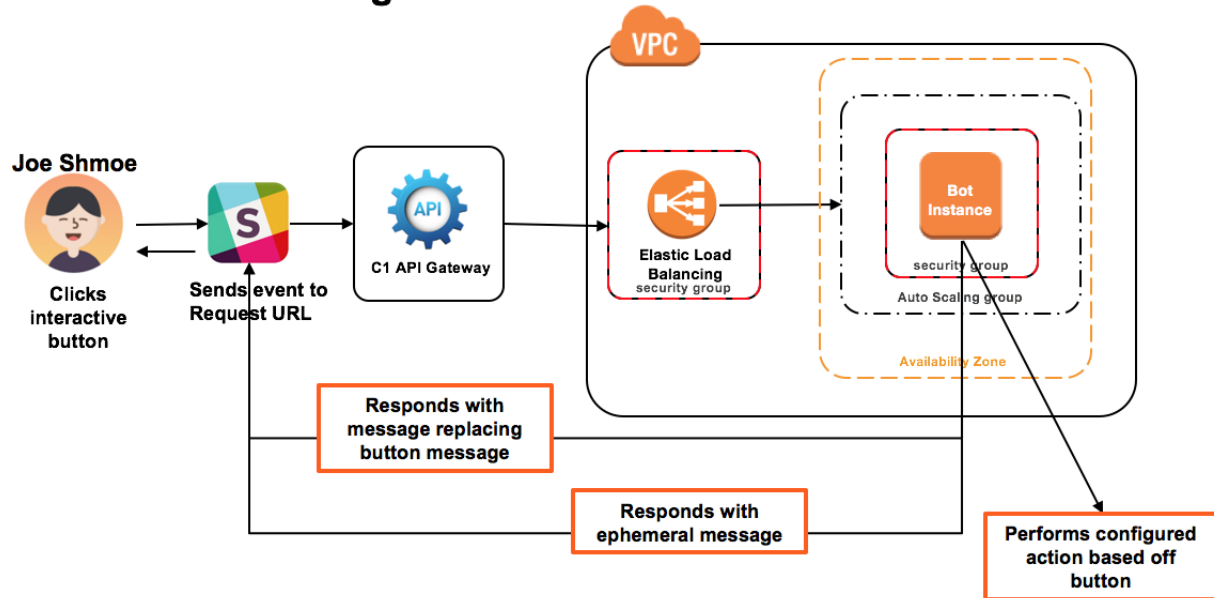 VPC
Joe Shmoe
Clicks
interactive
button
S
Sends event to
Request URL
API
C1 API Gateway
Elastic Load
Balancing
security group
Bot
Instance
security group
Auto Scaling group
Availability Zone
Responds with
message replacing
button message
Responds with
ephemeral message
Performs configured
action based off
button